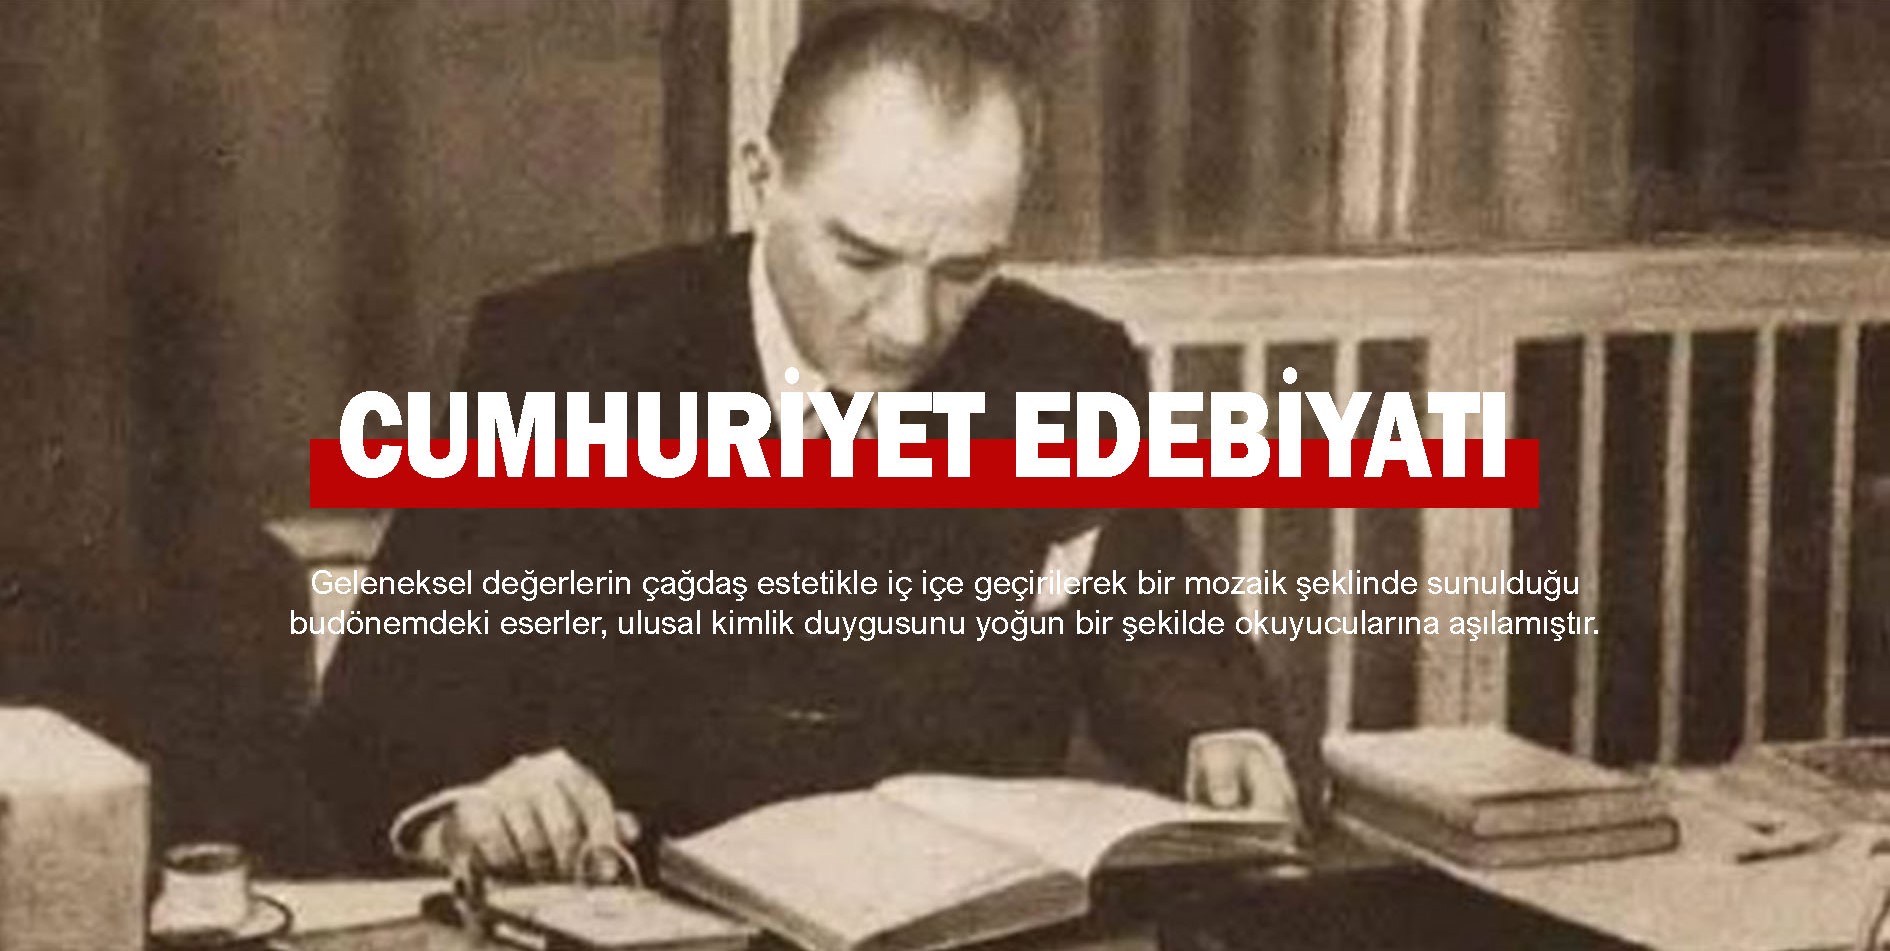 CUMHURİYET EDEBİYATI
Geleneksel değerlerin çağdaş estetikle iç içe geçirilerek bir mozaik şeklinde sunulduğu
budönemdeki eserler, ulusal kimlik duygusunu yoğun bir şekilde okuyucularına aşılamıştır.